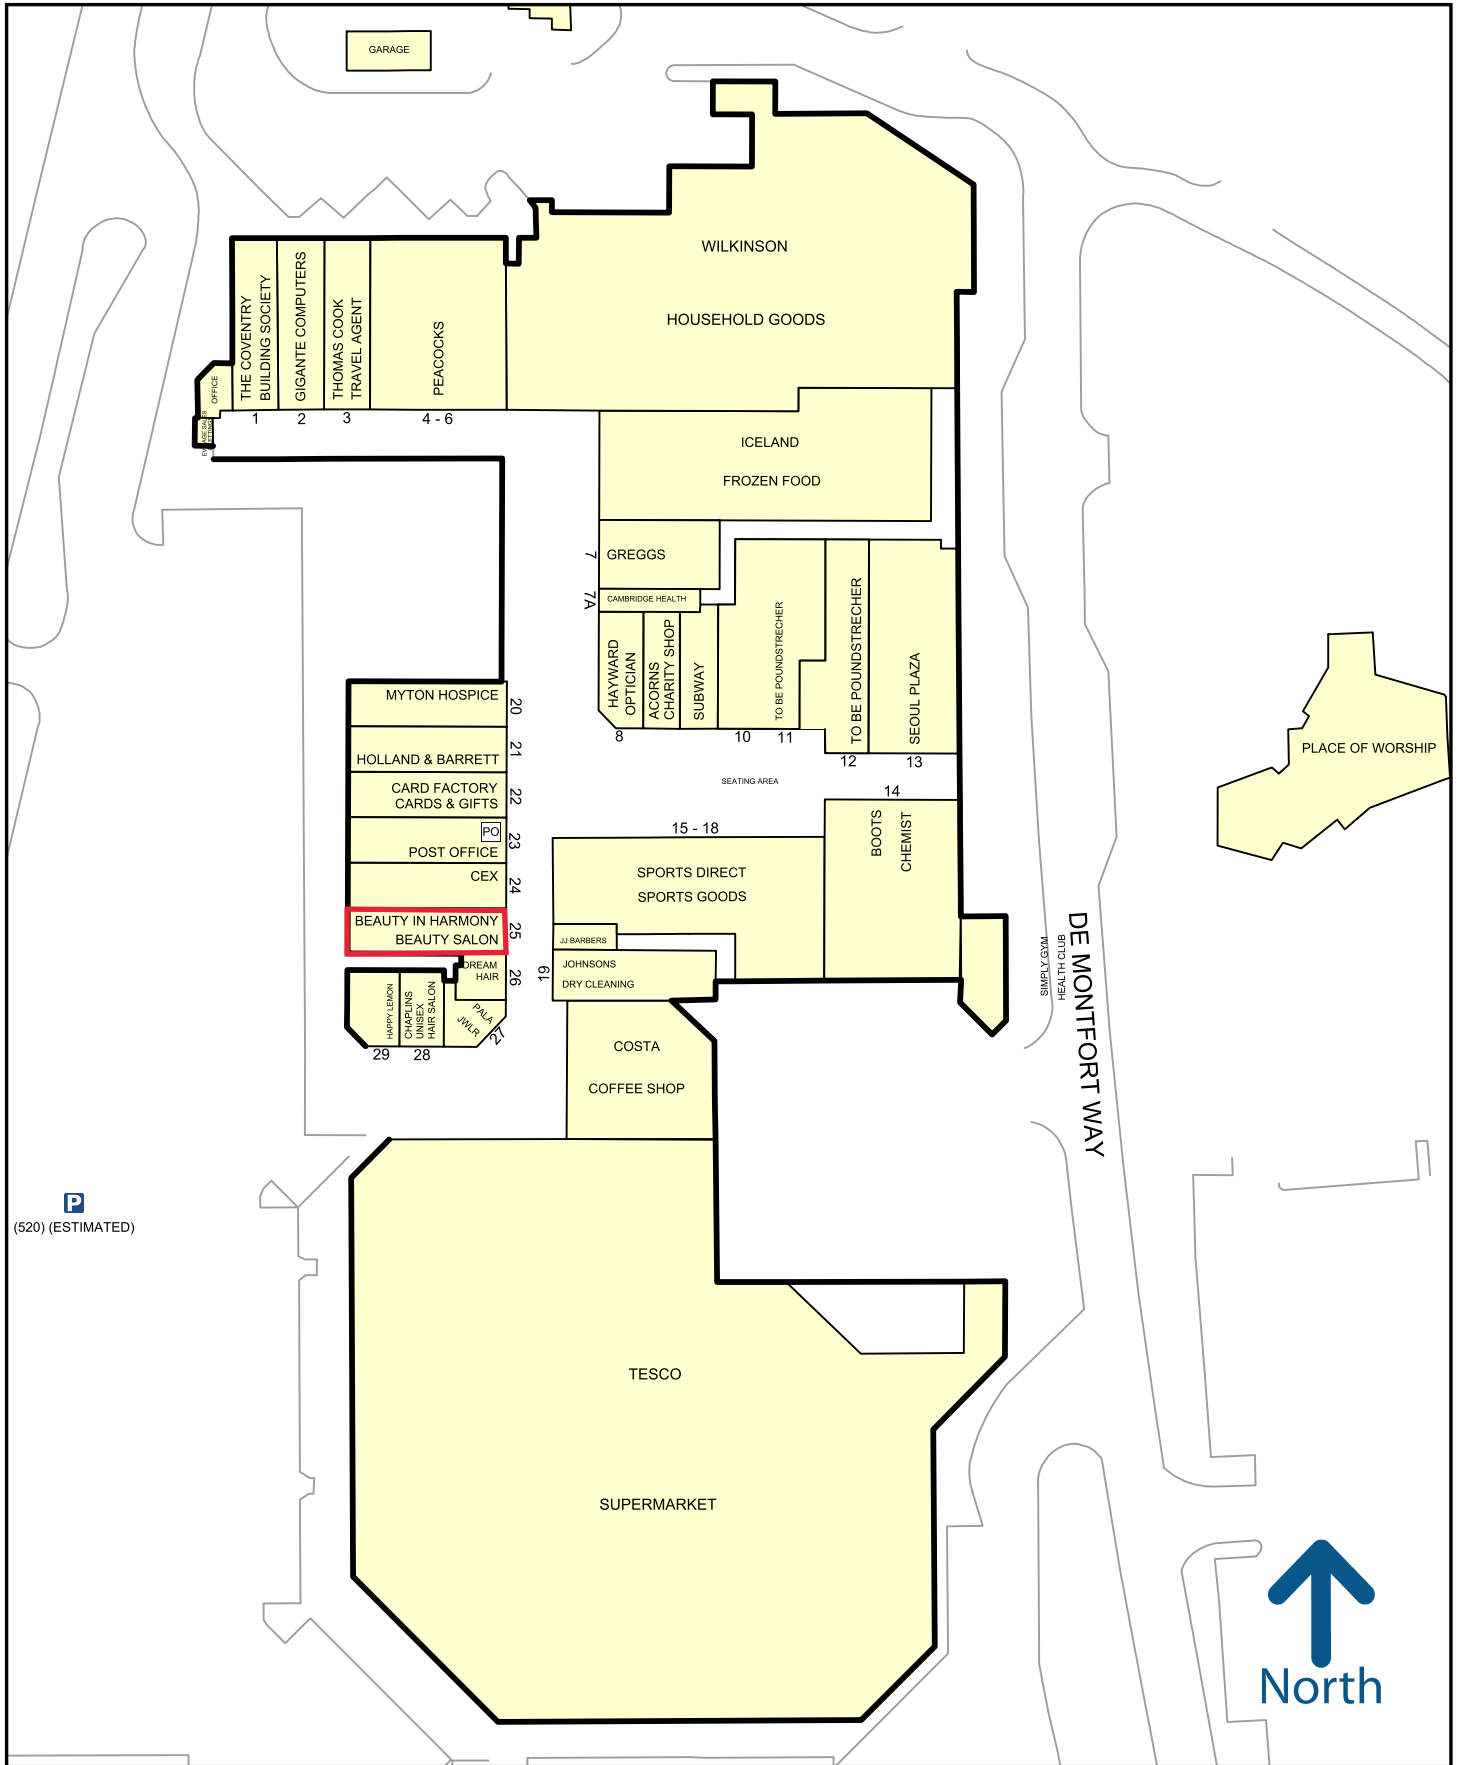 GARAGE
WILKINSON
HOUSEHOLD GOODS
THE COVENTRY
BUILDING SOCIETY
GIGANTE COMPUTERS
THOMAS COOK
TRAVEL AGENT
PEACOCKS
OFFICE
1
2
3
4 - 6
ICELAND
FROZEN FOOD
7
GREGGS
7A
CAMBRIDGE HEALTH
HAYWARD
OPTICIAN
ACORNS
CHARITY SHOP
SUBWAY
TO BE POUNDSTRECHER
TO BE POUNDSTRECHER
SEOUL PLAZA
8
10
11
12
13
MYTON HOSPICE
20
HOLLAND & BARRETT
21
CARD FACTORY
CARDS & GIFTS
22
PO
POST OFFICE
23
CEX
24
BEAUTY IN HARMONY
BEAUTY SALON
25
SEATING AREA
14
BOOTS
CHEMIST
15 - 18
SPORTS DIRECT
SPORTS GOODS
JJ BARBERS
19
JOHNSONS
DRY CLEANING
DREAM
HAIR
26
PALA
JWLR
27
HAPPY LEMON
CHAPLINS
UNISEX
HAIR SALON
29
28
COSTA
COFFEE SHOP
SIMPLY GYM
HEALTH CLUB
DE MONTFORT WAY
PLACE OF WORSHIP
P
(520) (ESTIMATED)
TESCO
SUPERMARKET
North